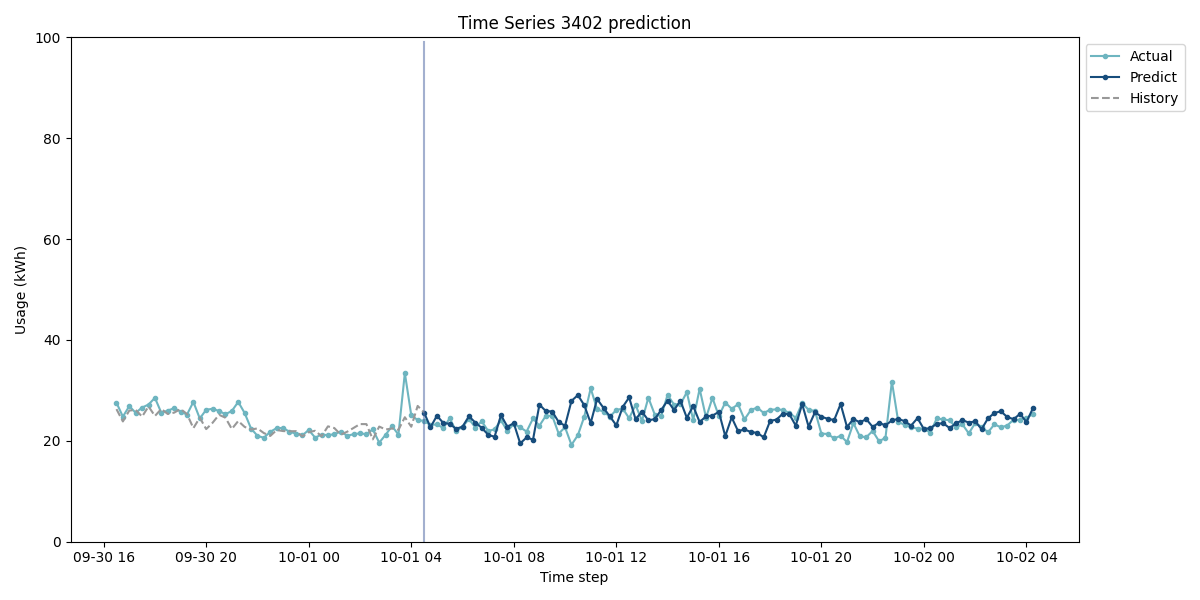 Time Series 3402 prediction
100
80
60
40
20
0
Usage (kWh)
09-30 16
09-30 20
10-01 00
10-01 04
10-01 08
10-01 12
10-01 16
10-01 20
10-02 00
10-02 04
Time step
Actual
Predict
History